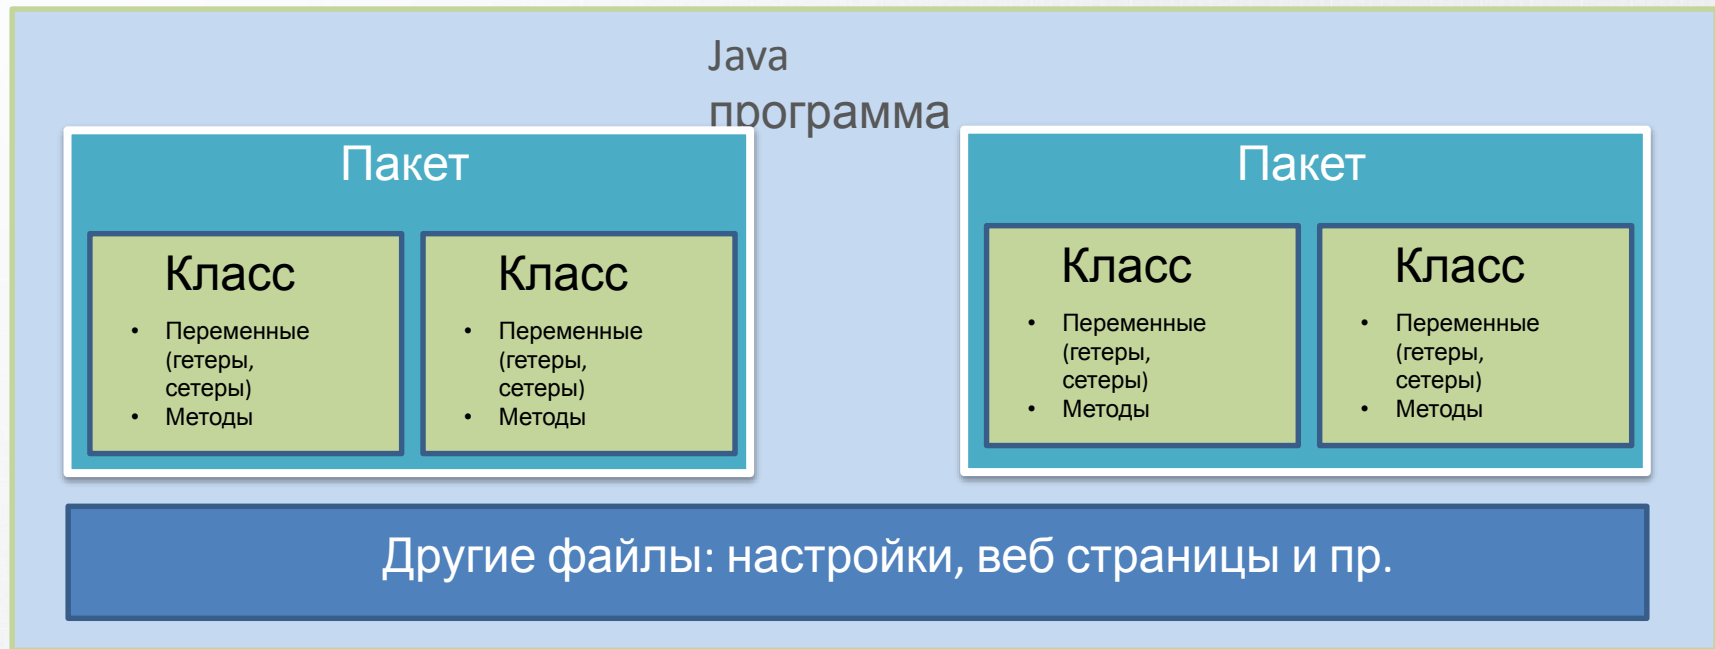 Java
программа
Пакет
Класс
• Переменные
(гетеры,
сетеры)
• Методы
Класс
• Переменные
(гетеры,
сетеры)
• Методы
Пакет
Класс
• Переменные
(гетеры,
сетеры)
• Методы
Класс
• Переменные
(гетеры,
сетеры)
• Методы
Другие файлы: настройки, веб страницы и пр.